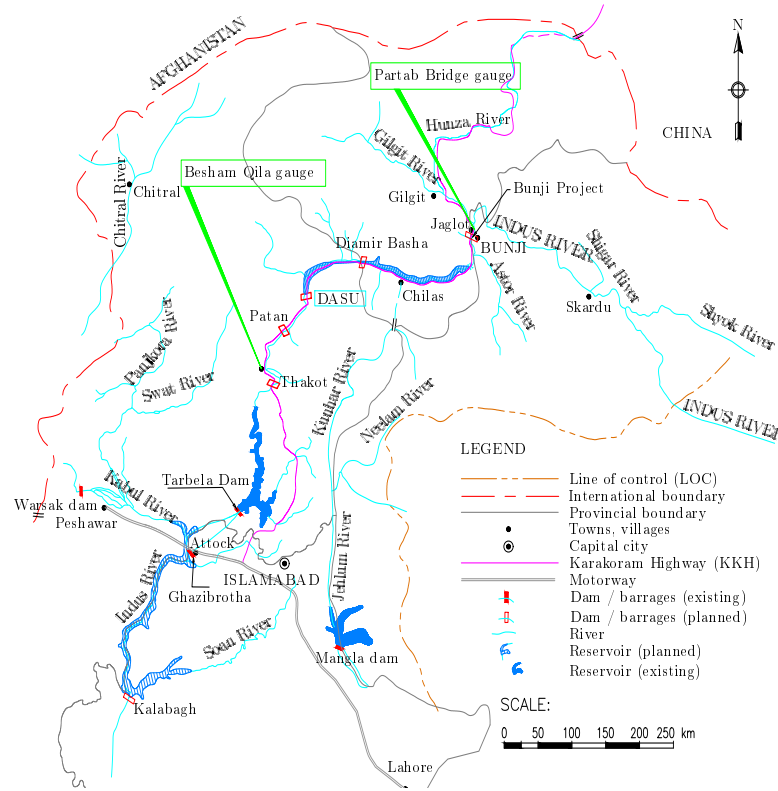 AFGHANISTAN
N
Partab Bridge gauge
Hunza River
CHINA
Gilgit River
Besham Qila gauge
Chitral River
Chitral
Gilgit
Bunji Project
Jaglot
INDUS RIVER
BUNJI
Shigar River
Diamir Basha
Astor River
DASU
Chilas
Skardu
Shyok River
Patan
Panjkora River
Swat River
Thakot
Kunhar River
Neelam River
INDUS RIVER
LEGEND
Line of control (LOC)
International boundary
Provincial boundary
Towns, villages
Capital city
Karakoram Highway (KKH)
Motorway
Dam / barrages (existing)
Dam / barrages (planned)
River
Reservoir (planned)
Reservoir (existing)
Kabul River
Tarbela Dam
Warsak dam
Peshawar
Attock
ISLAMABAD
Ghazibrotha
Indus River
Jehlum River
Soan River
Mangla dam
Kalabagh
SCALE:
0 50 100 150 200 250 km
Lahore